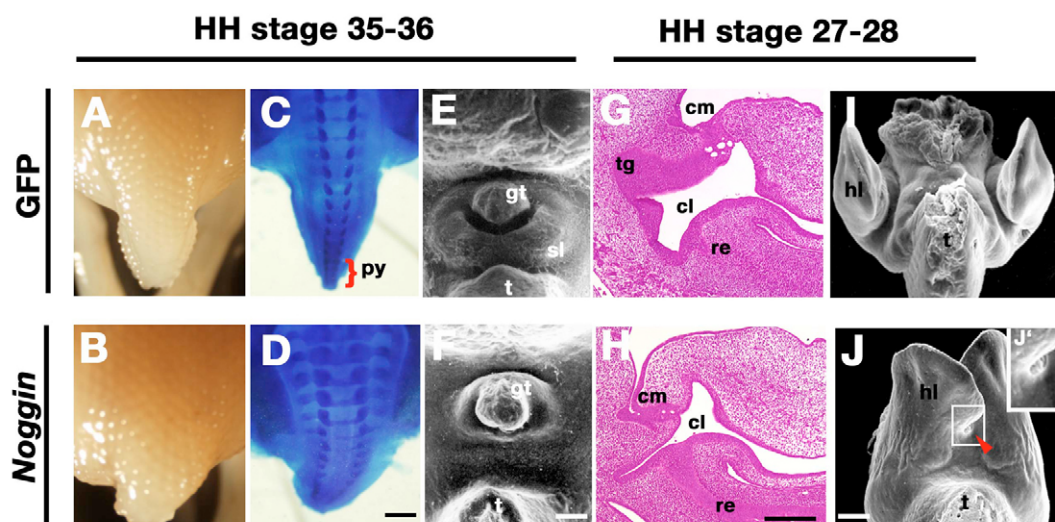 HH stage 35-36
HH stage 27-28
GFP
A
C
py
E
gt
sl
t
G
cm
tg
cl
re
I
hl
t
Noggin
B
D
F
gt
t
H
cm
cl
re
J
hl
t
J'